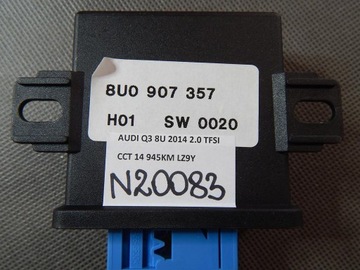 8U0 907 357
H01 SW 0020
AUDI Q3 8U 2014 2.0 TFSI
CCT 14 945KM LZ9Y
N20083